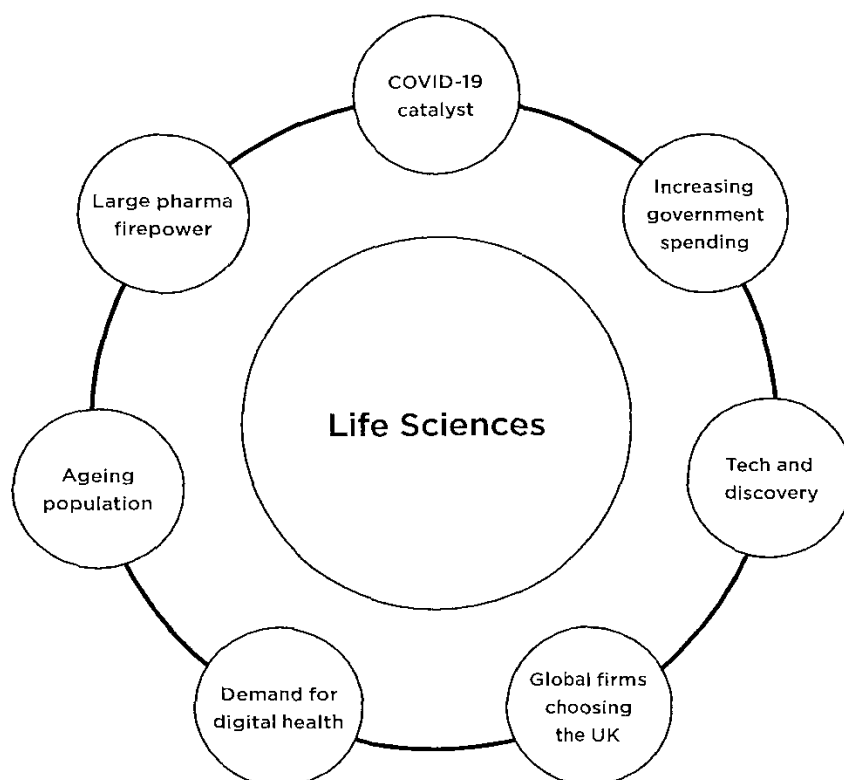 COVID-19
catalyst
Increasing
government
spending
Tech and
discovery
Global firms
choosing
the UK
Demand for
digital health
Ageing
population
Large pharma
firepower
Life Sciences